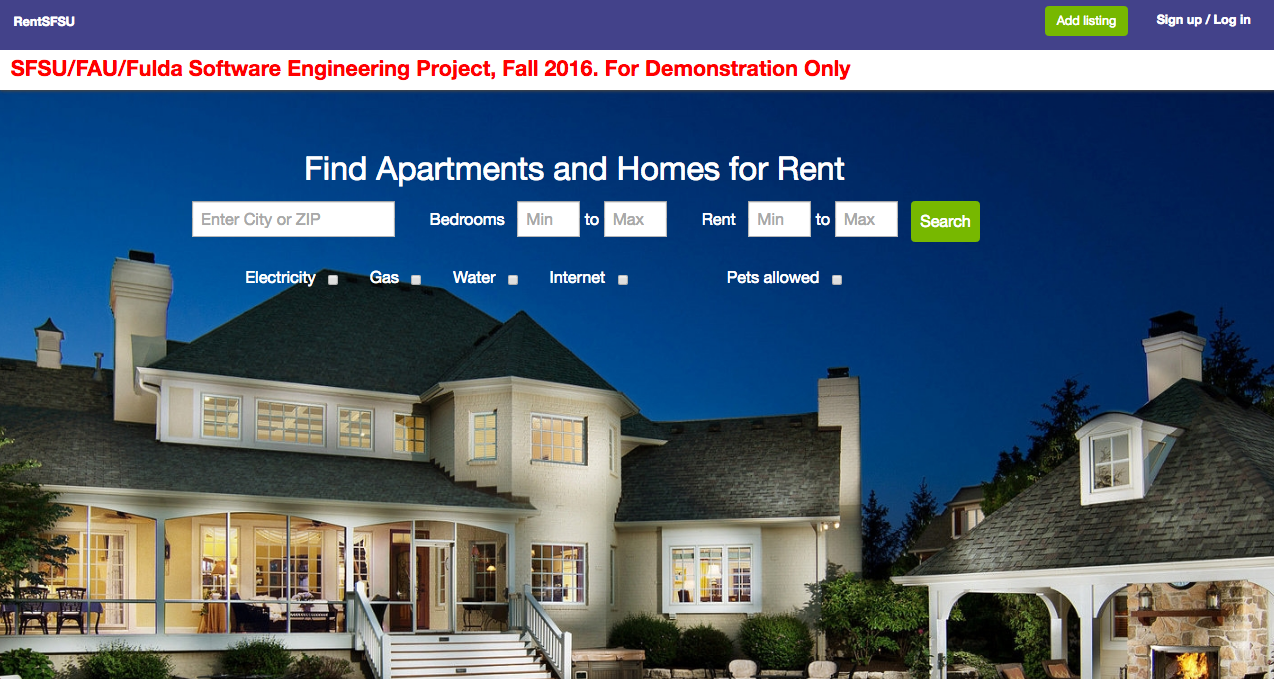 RentSFSU
Add listing
Sign up / Log in
SFSU/FAU/Fulda Software Engineering Project, Fall 2016. For Demonstration Only
Find Apartments and Homes for Rent
Enter City or ZIP Bedrooms Min to Max Rent Min to Max Search
Electricity Gas Water Internet Pets allowed